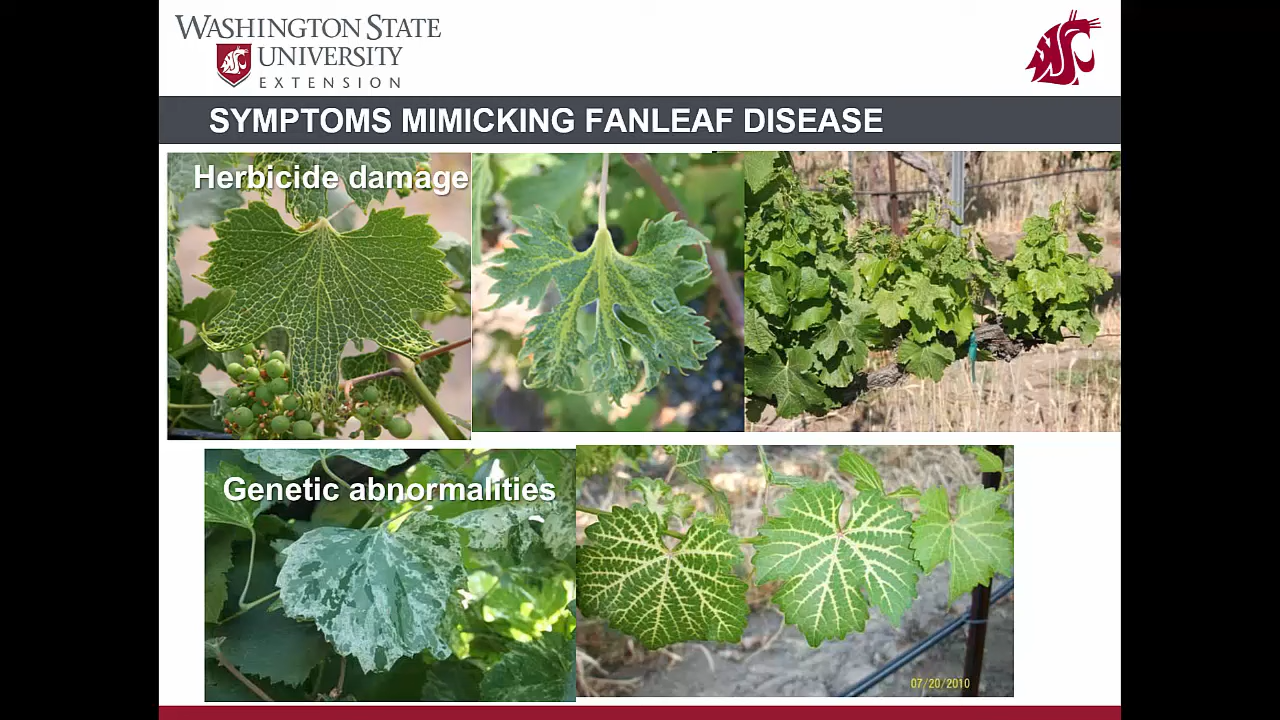 WASHINGTON STATE
UNIVERSITY
EXTENSION
SYMPTOMS MIMICKING FANLEAF DISEASE
Herbicide damage
Genetic abnormalities
07/20/2010